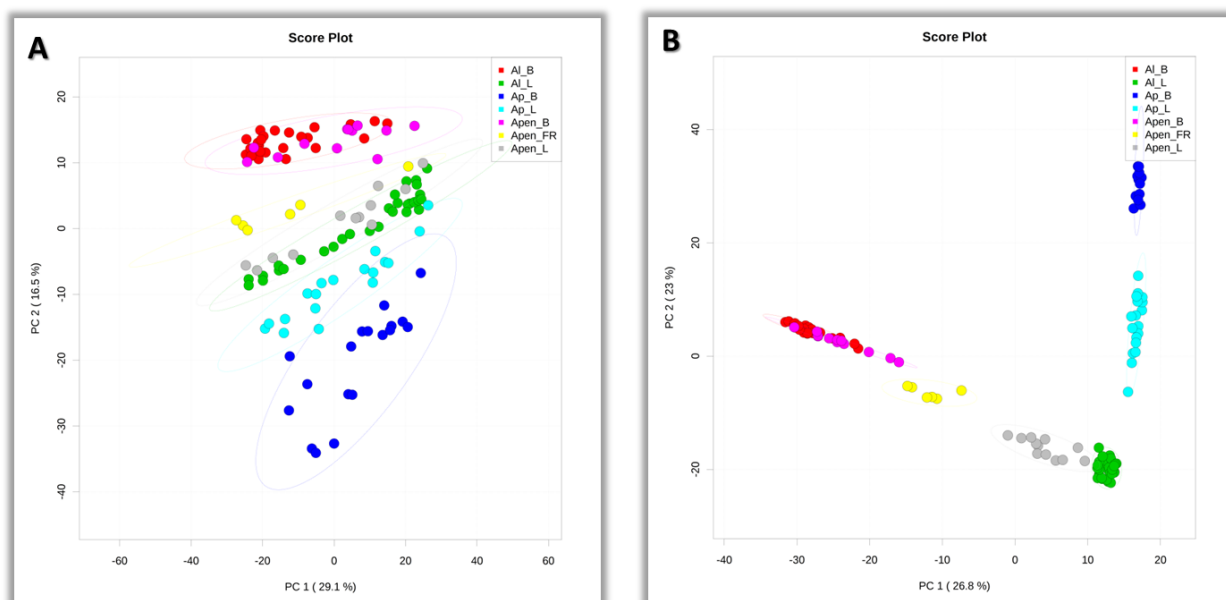 A
Score Plot
Al_B
Al_L
Ap_B
Ap_L
Apen_B
Apen_FR
Apen_L
20
10
0
-10
-20
-30
-40
PC 2 ( 16.5 %)
-60
-40
-20
0
20
40
60
PC 1 ( 29.1 %)
B
Score Plot
Al_B
Al_L
Ap_B
Ap_L
Apen_B
Apen_FR
Apen_L
40
20
0
-20
PC 2 ( 23 %)
-40
-30
-20
-10
0
10
20
PC 1 ( 26.8 %)